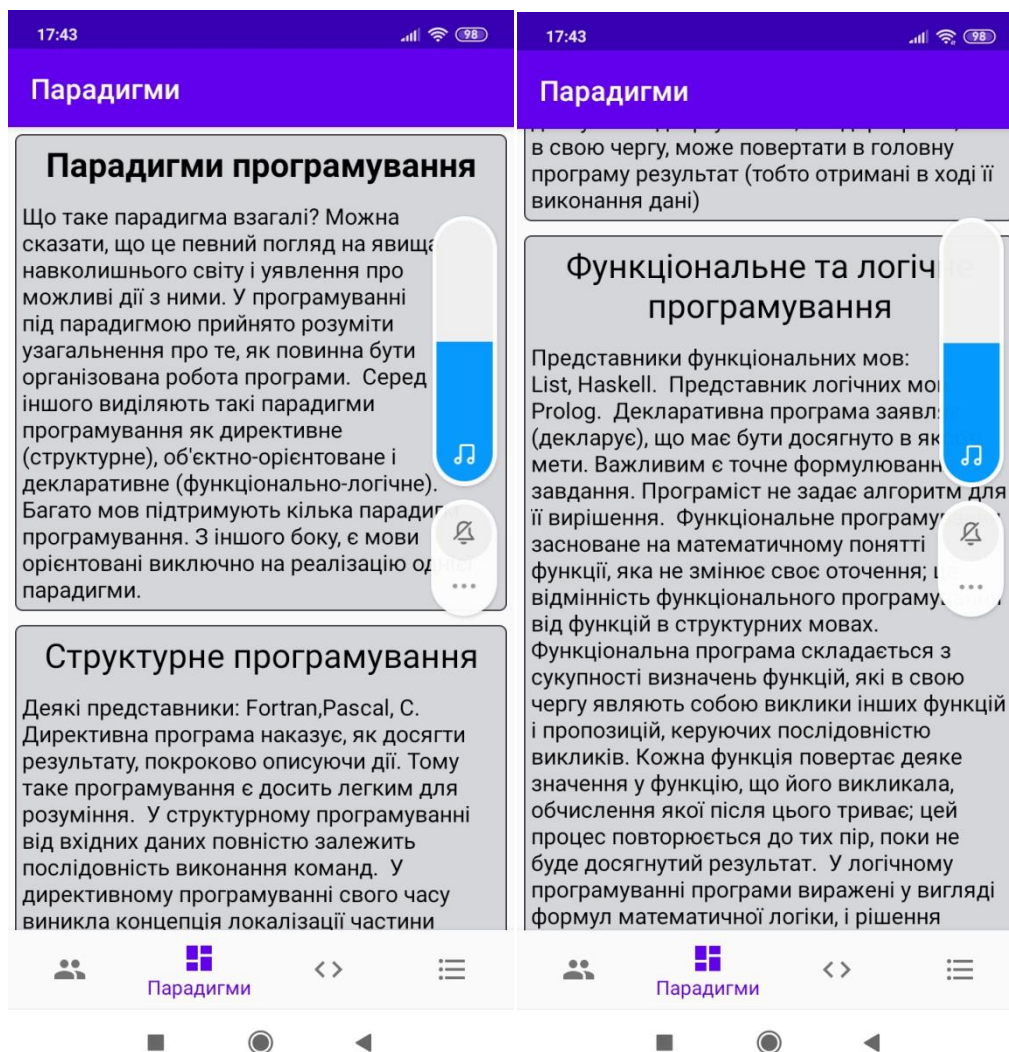 17:43
98
Парадигми
Парадигми програмування
Що таке парадигма взагалі? Можна
сказати, що це певний погляд на явища
навколишнього світу і уявлення про
можливі дії з ними. У програмуванні
під парадигмою прийнято розуміти
узагальнення про те, як повинна бути
організована робота програми. Серед
іншого виділяють такі парадигми
програмування як директивне
(структурне), об'єктно-орієнтоване і
декларативне (функціонально-логічне).
Багато мов підтримують кілька парадигм
програмування. З іншого боку, є мови
орієнтовані виключно на реалізацію однієї
парадигми.
Структурне програмування
Деякі представники: Fortran,Pascal, C.
Директивна програма наказує, як досягти
результату, покроково описуючи дії. Тому
таке програмування є досить легким для
розуміння. У структурному програмуванні
від вхідних даних повністю залежить
послідовність виконання команд. У
директивному програмуванні свого часу
виникла концепція локалізації частини
Парадигми
17:43
98
Парадигми
в свою чергу, може повертати в головну
програму результат (тобто отримані в ході її
виконання дані)
Функціональне та логічне
програмування
Представники функціональних мов:
List, Haskell. Представник логічних
Prolog. Декларативна програма
(декларує), що має бути досягнуто в
мети. Важливим є точне формулювання
завдання. Програміст не задає алгоритм для
її вирішення. Функціональне
засноване на математичному понятті
функції, яка не змінює своє оточення;
відмінність функціонального програмування
від функцій в структурних мовах.
Функціональна програма складається з
сукупності визначень функцій, які в свою
чергу являють собою виклики інших функцій
і пропозицій, керуючих послідовністю
викликів. Кожна функція повертає деяке
значення у функцію, що його викликала,
обчислення якої після цього триває; цей
процес повторюється до тих пір, поки не
буде досягнутий результат. У логічному
програмуванні програми виражені у вигляді
формул математичної логіки, і рішення
Парадигми